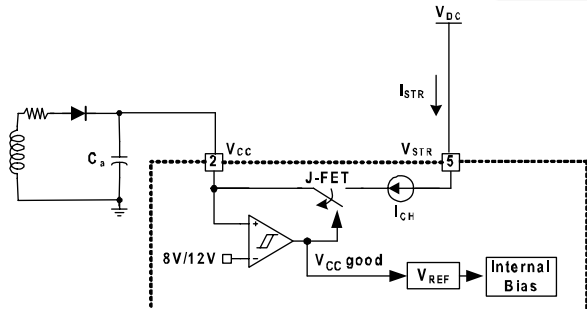 VDC
ISTR
Ca
VCC
VSTR
2
5
J-FET
ICH
8V/12V
+
-
VCC good
VREF
Internal
Bias